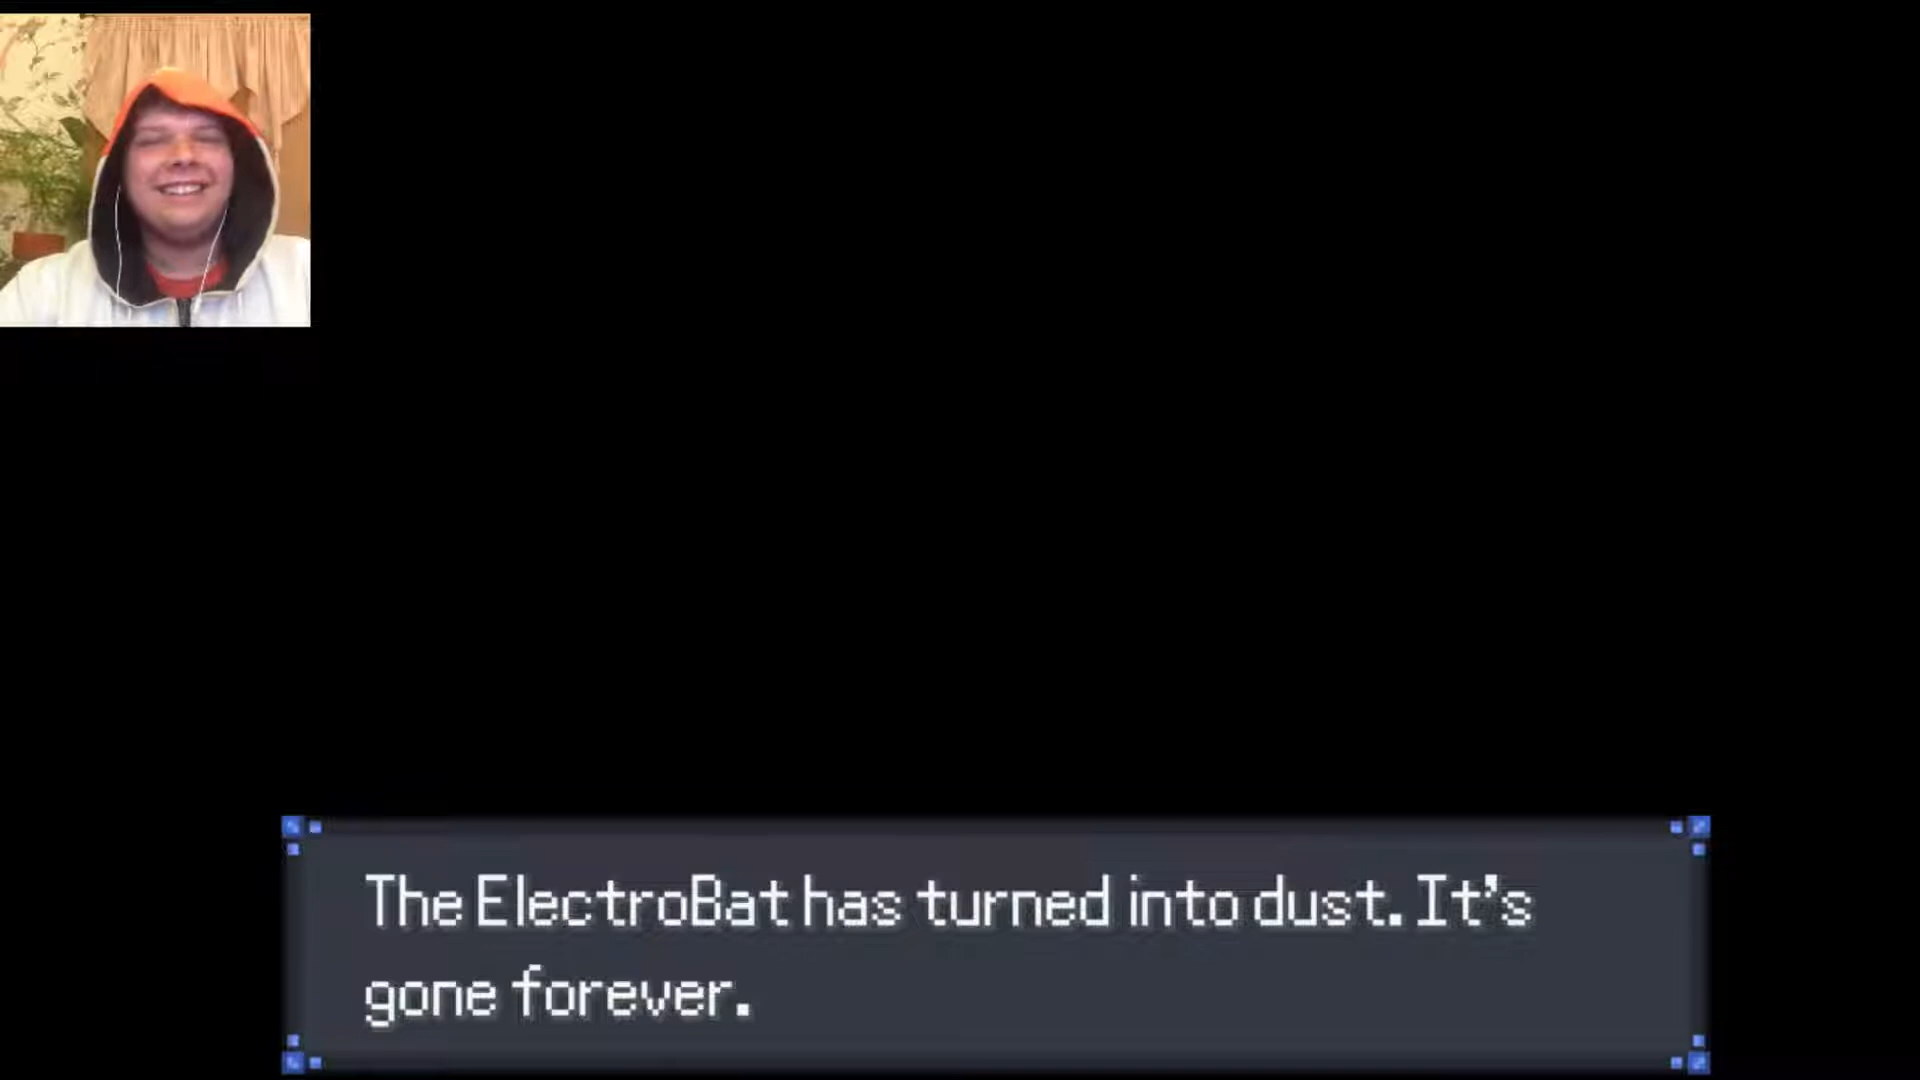 The ElectroBat has turned into dust. It's
gone forever.